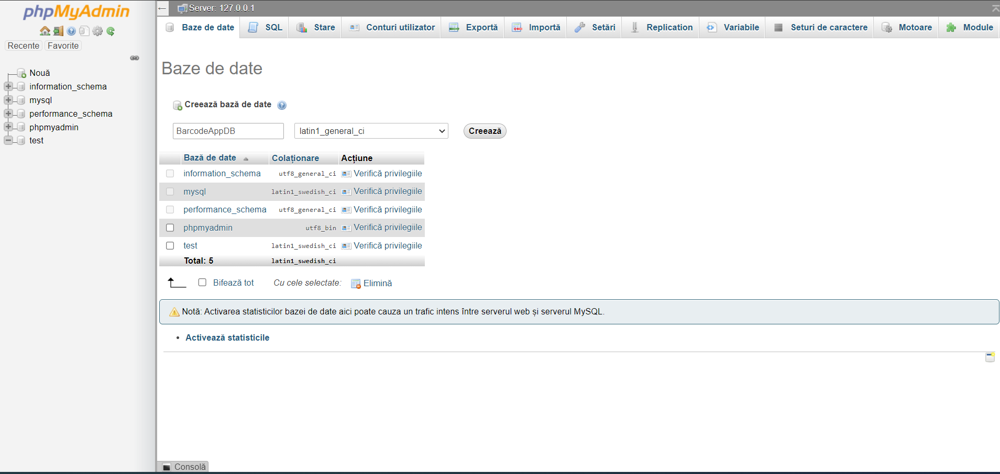 phpMyAdmin
Recente Favorite
Nouă
information_schema
mysql
performance_schema
phpmyadmin
test
Server: 127.0.0.1
Baze de date SQL Stare Conturi utilizator Exportă Importă Setări Replication Variabile Seturi de caractere Motoare Module
Baze de date
Creează bază de date
BarcodeAppDB latin1_general_ci Creează
Bază de date Colaționare Acțiune
information_schema utf8_general_ci Verifică privilegiile
mysql latin1_swedish_ci Verifică privilegiile
performance_schema utf8_general_ci Verifică privilegiile
phpmyadmin utf8_bin Verifică privilegiile
test latin1_swedish_ci Verifică privilegiile
Total: 5 latin1_swedish_ci
Bifează tot Cu cele selectate: Elimină
Notă: Activarea statisticilor bazei de date aici poate cauza un trafic intens între serverul web și serverul MySQL.
• Activează statisticile
Consolă